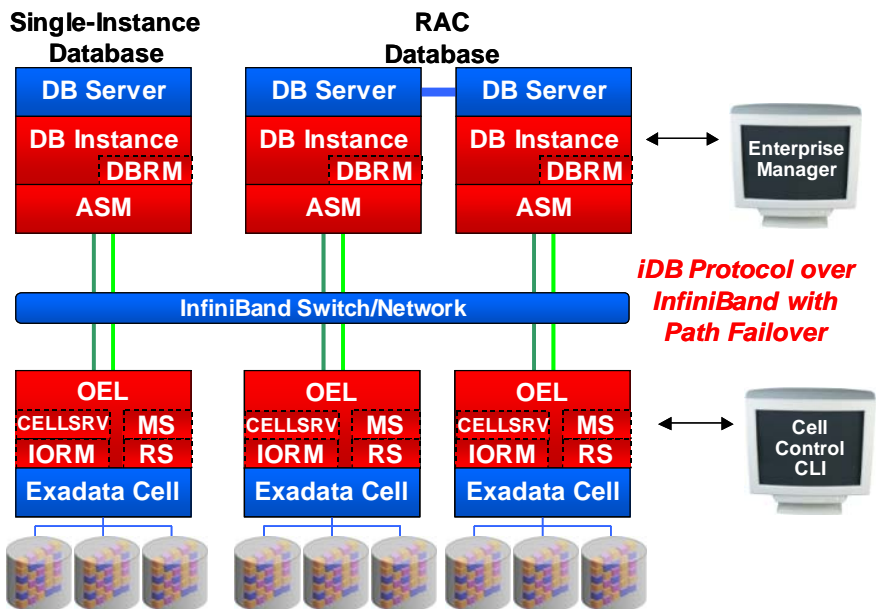 Single-Instance
Database
RAC
Database
DB Server
DB Server
DB Server
DB Instance
DBRM
DB Instance
DBRM
DB Instance
DBRM
ASM
ASM
ASM
Enterprise
Manager
InfiniBand Switch/Network
iDB Protocol over
InfiniBand with
Path Failover
OEL
CELLSRV MS
IORM RS
Exadata Cell
OEL
CELLSRV MS
IORM RS
Exadata Cell
OEL
CELLSRV MS
IORM RS
Exadata Cell
Cell
Control
CLI